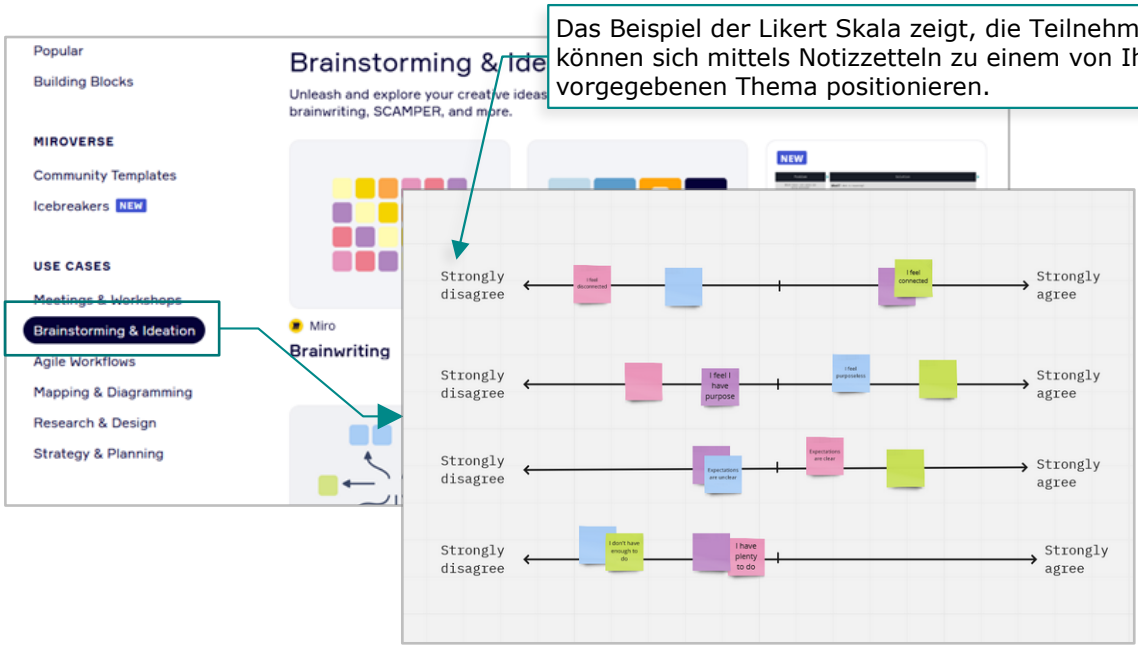 Das Beispiel der Likert Skala zeigt, die Teilnehm
können sich mittels Notizzetteln zu einem von Ih
vorgegebenen Thema positionieren.
Popular
Building Blocks
MIROVERSE
Community Templates
Icebreakers NEW
USE CASES
Meetings & Workshops
Brainstorming & Ideation
Agile Workflows
Mapping & Diagramming
Research & Design
Strategy & Planning
Brainstorming & Ide
Unleash and explore your creative ideas
brainwriting, SCAMPER, and more.
NEW
Miro
Brainwriting
Strongly
disagree
I feel
disconnected
I feel
connected
Strongly
agree
Strongly
disagree
I feel I
have
purpose
I feel
purposeless
Strongly
agree
Strongly
disagree
Expectations
are unclear
Expectations
are clear
Strongly
agree
Strongly
disagree
I don't have
enough to
do
I have
plenty
to do
Strongly
agree